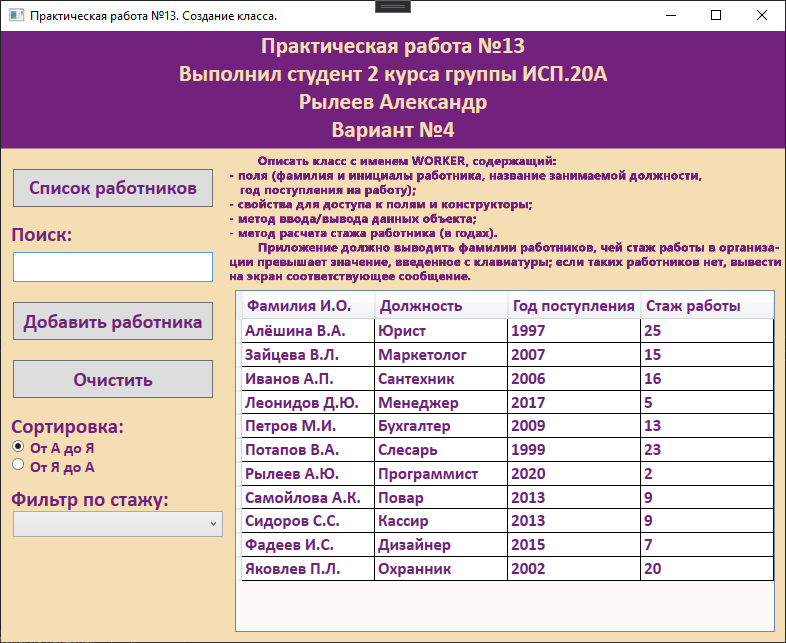 Практическая работа №13. Создание класса.
Практическая работа №13
Выполнил студент 2 курса группы ИСП.20А
Рылеев Александр
Вариант №4
Список работников
Поиск:
Добавить работника
Очистить
Сортировка:
От А до Я
От Я до А
Фильтр по стажу:
Описать класс с именем WORKER, содержащий:
- поля (фамилия и инициалы работника, название занимаемой должности,
год поступления на работу);
- свойства для доступа к полям и конструкторы;
- метод ввода/вывода данных объекта;
- метод расчета стажа работника (в годах).
Приложение должно выводить фамилии работников, чей стаж работы в организа-
ции превышает значение, введенное с клавиатуры; если таких работников нет, вывести
на экран соответствующее сообщение.
Фамилия И.О. Должность Год поступления Стаж работы
Алёшина В.А. Юрист 1997 25
Зайцева В.Л. Маркетолог 2007 15
Иванов А.П. Сантехник 2006 16
Леонидов Д.Ю. Менеджер 2017 5
Петров М.И. Бухгалтер 2009 13
Потапов В.А. Слесарь 1999 23
Рылеев А.Ю. Программист 2020 2
Самойлова А.К. Повар 2013 9
Сидоров С.С. Кассир 2013 9
Фадеев И.С. Дизайнер 2015 7
Яковлев П.Л. Охранник 2002 20